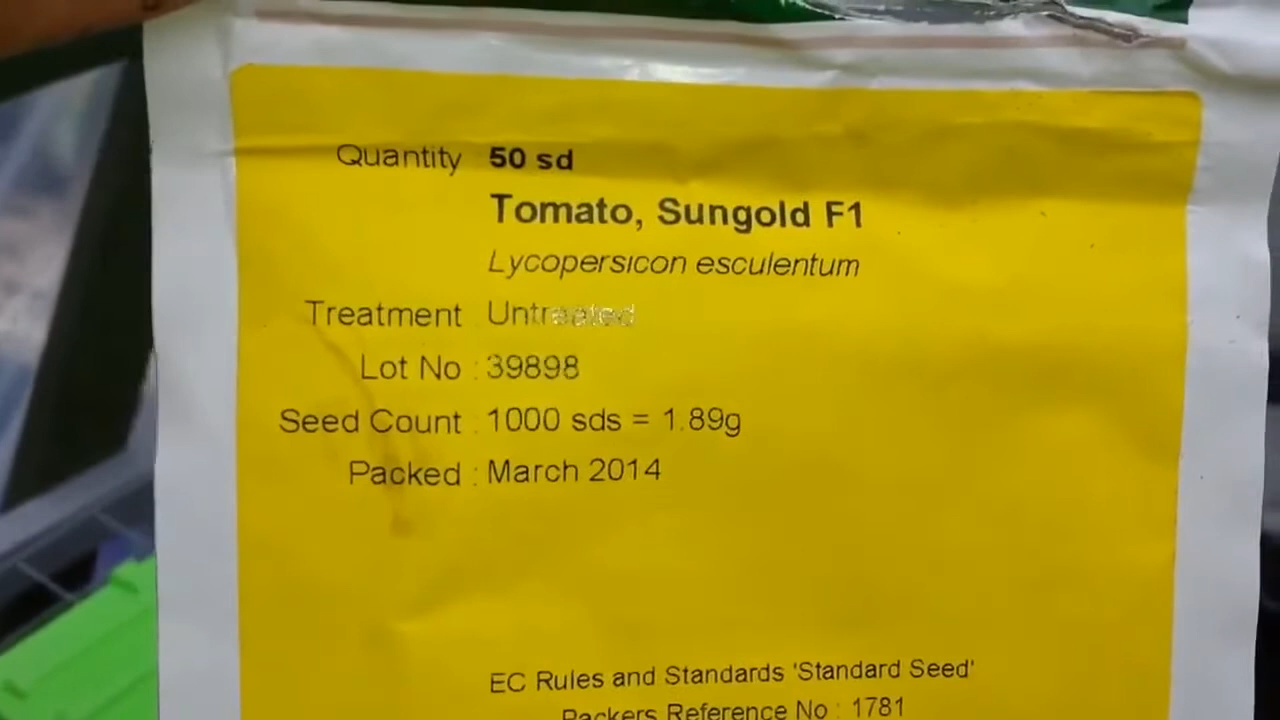 Quantity 50 sd
Tomato, Sungold F1
Lycopersicon esculentum
Treatment Untreated
Lot No : 39898
Seed Count : 1000 sds = 1.89g
Packed : March 2014
EC Rules and Standards 'Standard Seed'
Packers Reference No : 1781